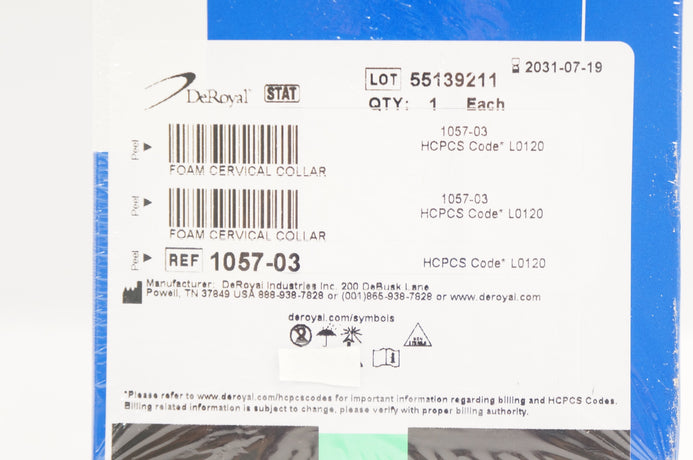 DeRoyal® STAT
LOT 55139211
2031-07-19
QTY: 1 Each
Peel
1057-03
HCPCS Code* L0120
FOAM CERVICAL COLLAR
Peel
1057-03
HCPCS Code* L0120
FOAM CERVICAL COLLAR
Peel
REF 1057-03
HCPCS Code* L0120
Manufacturer: DeRoyal Industries Inc. 200 DeBusk Lane
Powell, TN 37849 USA 888-938-7828 or (001)865-938-7828 or www.deroyal.com
deroyal.com/symbols
*Please refer to www.deroyal.com/hcpcscodes for important information regarding billing and HCPC Codes.
Billing related information is subject to change, please verify with proper billing authority.